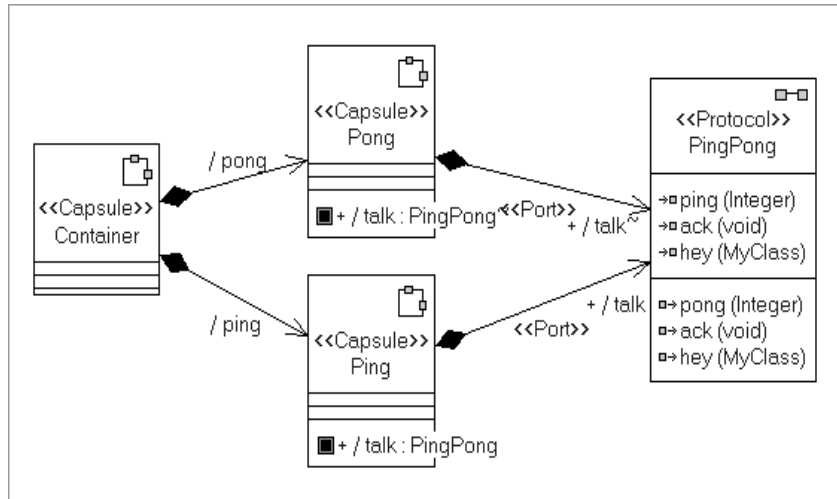 <<Capsule>>
Container
/ pong
/ ping
<<Capsule>>
Pong
+ / talk : PingPong~
<<Port>>
+ / talk~
<<Capsule>>
Ping
+ / talk : PingPong
+ / talk
<<Port>>
<<Protocol>>
PingPong
ping (Integer)
ack (void)
hey (MyClass)
pong (Integer)
ack (void)
hey (MyClass)